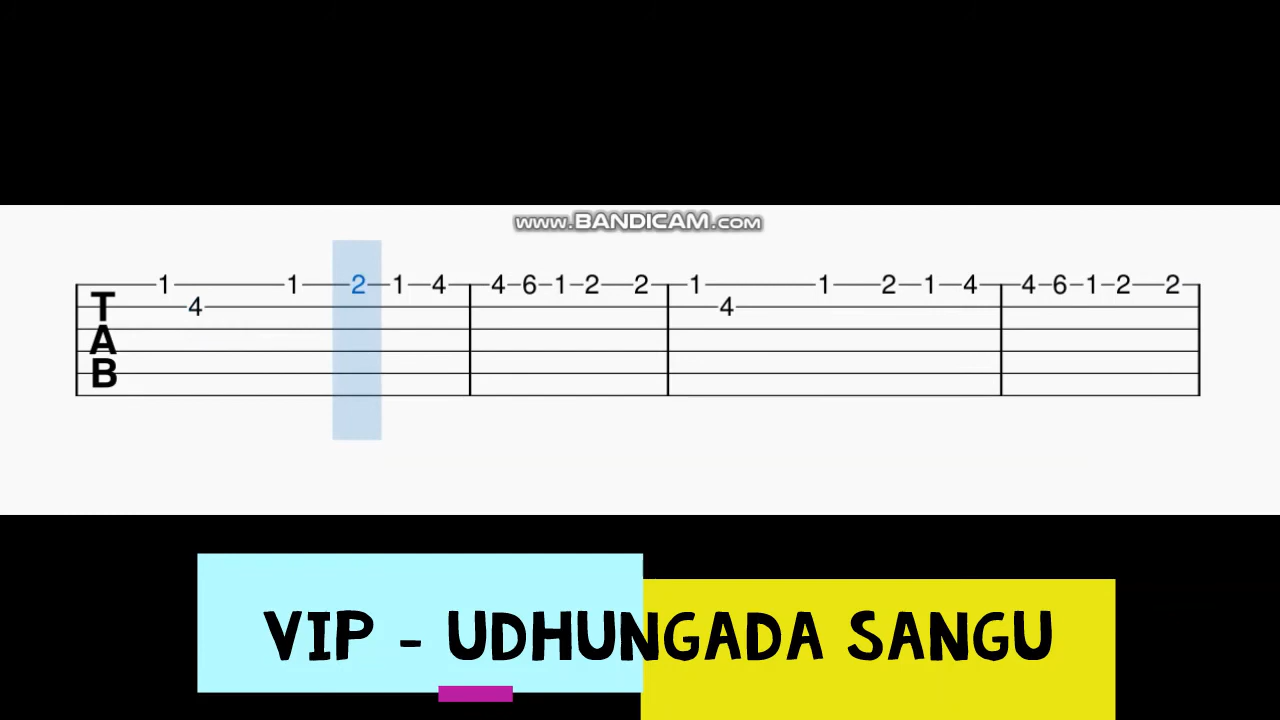 www.BANDICAM.com
1 1 2 1 4 4 6 1 2 2 1 1 2 1 4 4 6 1 2 2
T 4 4
A
B
VIP - UDHUNGADA SANGU